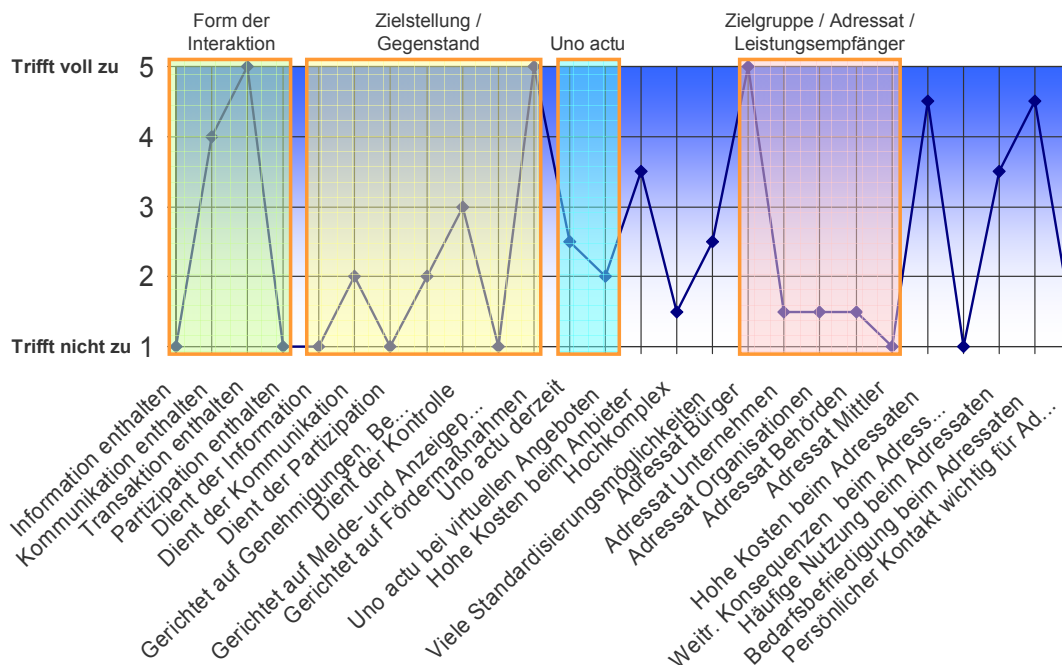 Form der
Interaktion
Zielstellung /
Gegenstand
Uno actu
Zielgruppe / Adressat /
Leistungsempfänger
Trifft voll zu
5
4
3
2
Trifft nicht zu
1
Information enthalten
Kommunikation enthalten
Transaktion enthalten
Partizipation enthalten
Dient der Information
Dient der Kommunikation
Dient der Partizipation
Gerichtet auf Genehmigungen, Be...
Dient der Kontrolle
Gerichtet auf Melde- und Anzeigep...
Gerichtet auf Fördermaßnahmen
Uno actu derzeit
Uno actu bei virtuellen Angeboten
Hohe Kosten beim Anbieter
Hochkomplex
Viele Standardisierungsmöglichkeiten
Adressat Bürger
Adressat Unternehmen
Adressat Organisationen
Adressat Behörden
Adressat Mittler
Hohe Kosten beim Adressaten
Weitr. Konsequenzen beim Adress...
Häufige Nutzung beim Adressaten
Bedarfsbefriedigung beim Adressaten
Persönlicher Kontakt wichtig für Ad...